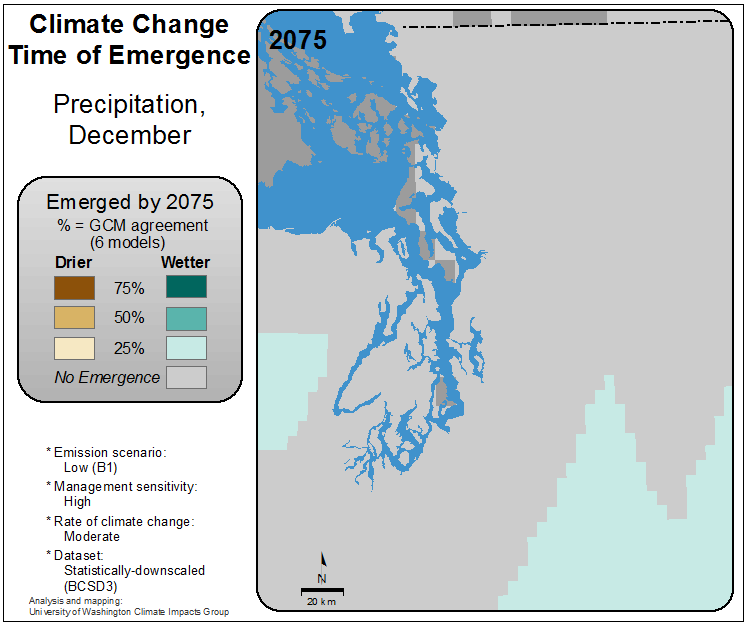 Climate Change
Time of Emergence
Precipitation,
December
Emerged by 2075
% = GCM agreement
(6 models)
Drier Wetter
75%
50%
25%
No Emergence
* Emission scenario:
Low (B1)
* Management sensitivity:
High
* Rate of climate change:
Moderate
* Dataset:
Statistically-downscaled
(BCSD3)
Analysis and mapping:
University of Washington Climate Impacts Group
2075
N
20 km